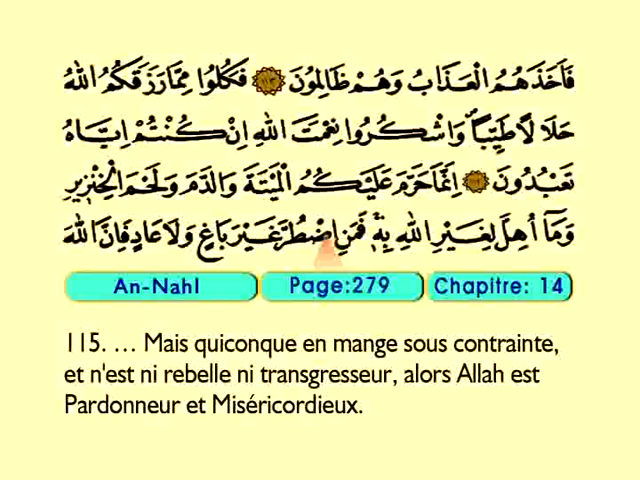 فَأَخَذَهُمُ الْعَذَابُ وَهُمْ ظَالِمُونَ ﴿١١٣﴾ فَكُلُوا مِمَّا رَزَقَكُمُ اللَّهُ
حَلَالًا طَيِّبًا وَاشْكُرُوا نِعْمَتَ اللَّهِ إِنْ كُنْتُمْ إِيَّاهُ
تَعْبُدُونَ ﴿١١٤﴾ إِنَّمَا حَرَّمَ عَلَيْكُمُ الْمَيْتَةَ وَالدَّمَ وَلَحْمَ الْخِنْزِيرِ
وَمَا أُهِلَّ لِغَيْرِ اللَّهِ بِهِ فَمَنِ اضْطُرَّ غَيْرَ بَاغٍ وَلَا عَادٍ فَإِنَّ اللَّهَ
An-Nahl Page:279 Chapitre: 14
115. ... Mais quiconque en mange sous contrainte,
et n'est ni rebelle ni transgresseur, alors Allah est
Pardonneur et Miséricordieux.